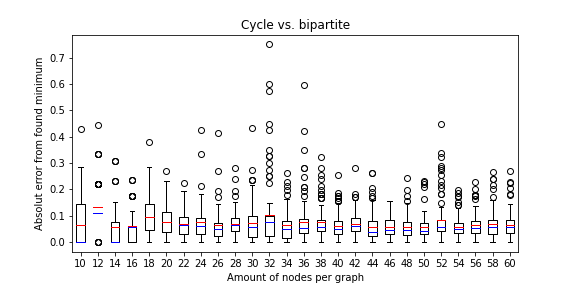 Cycle vs. bipartite
Absolut error from found minimum
0.7
0.6
0.5
0.4
0.3
0.2
0.1
0.0
10 12 14 16 18 20 22 24 26 28 30 32 34 36 38 40 42 44 46 48 50 52 54 56 58 60
Amount of nodes per graph